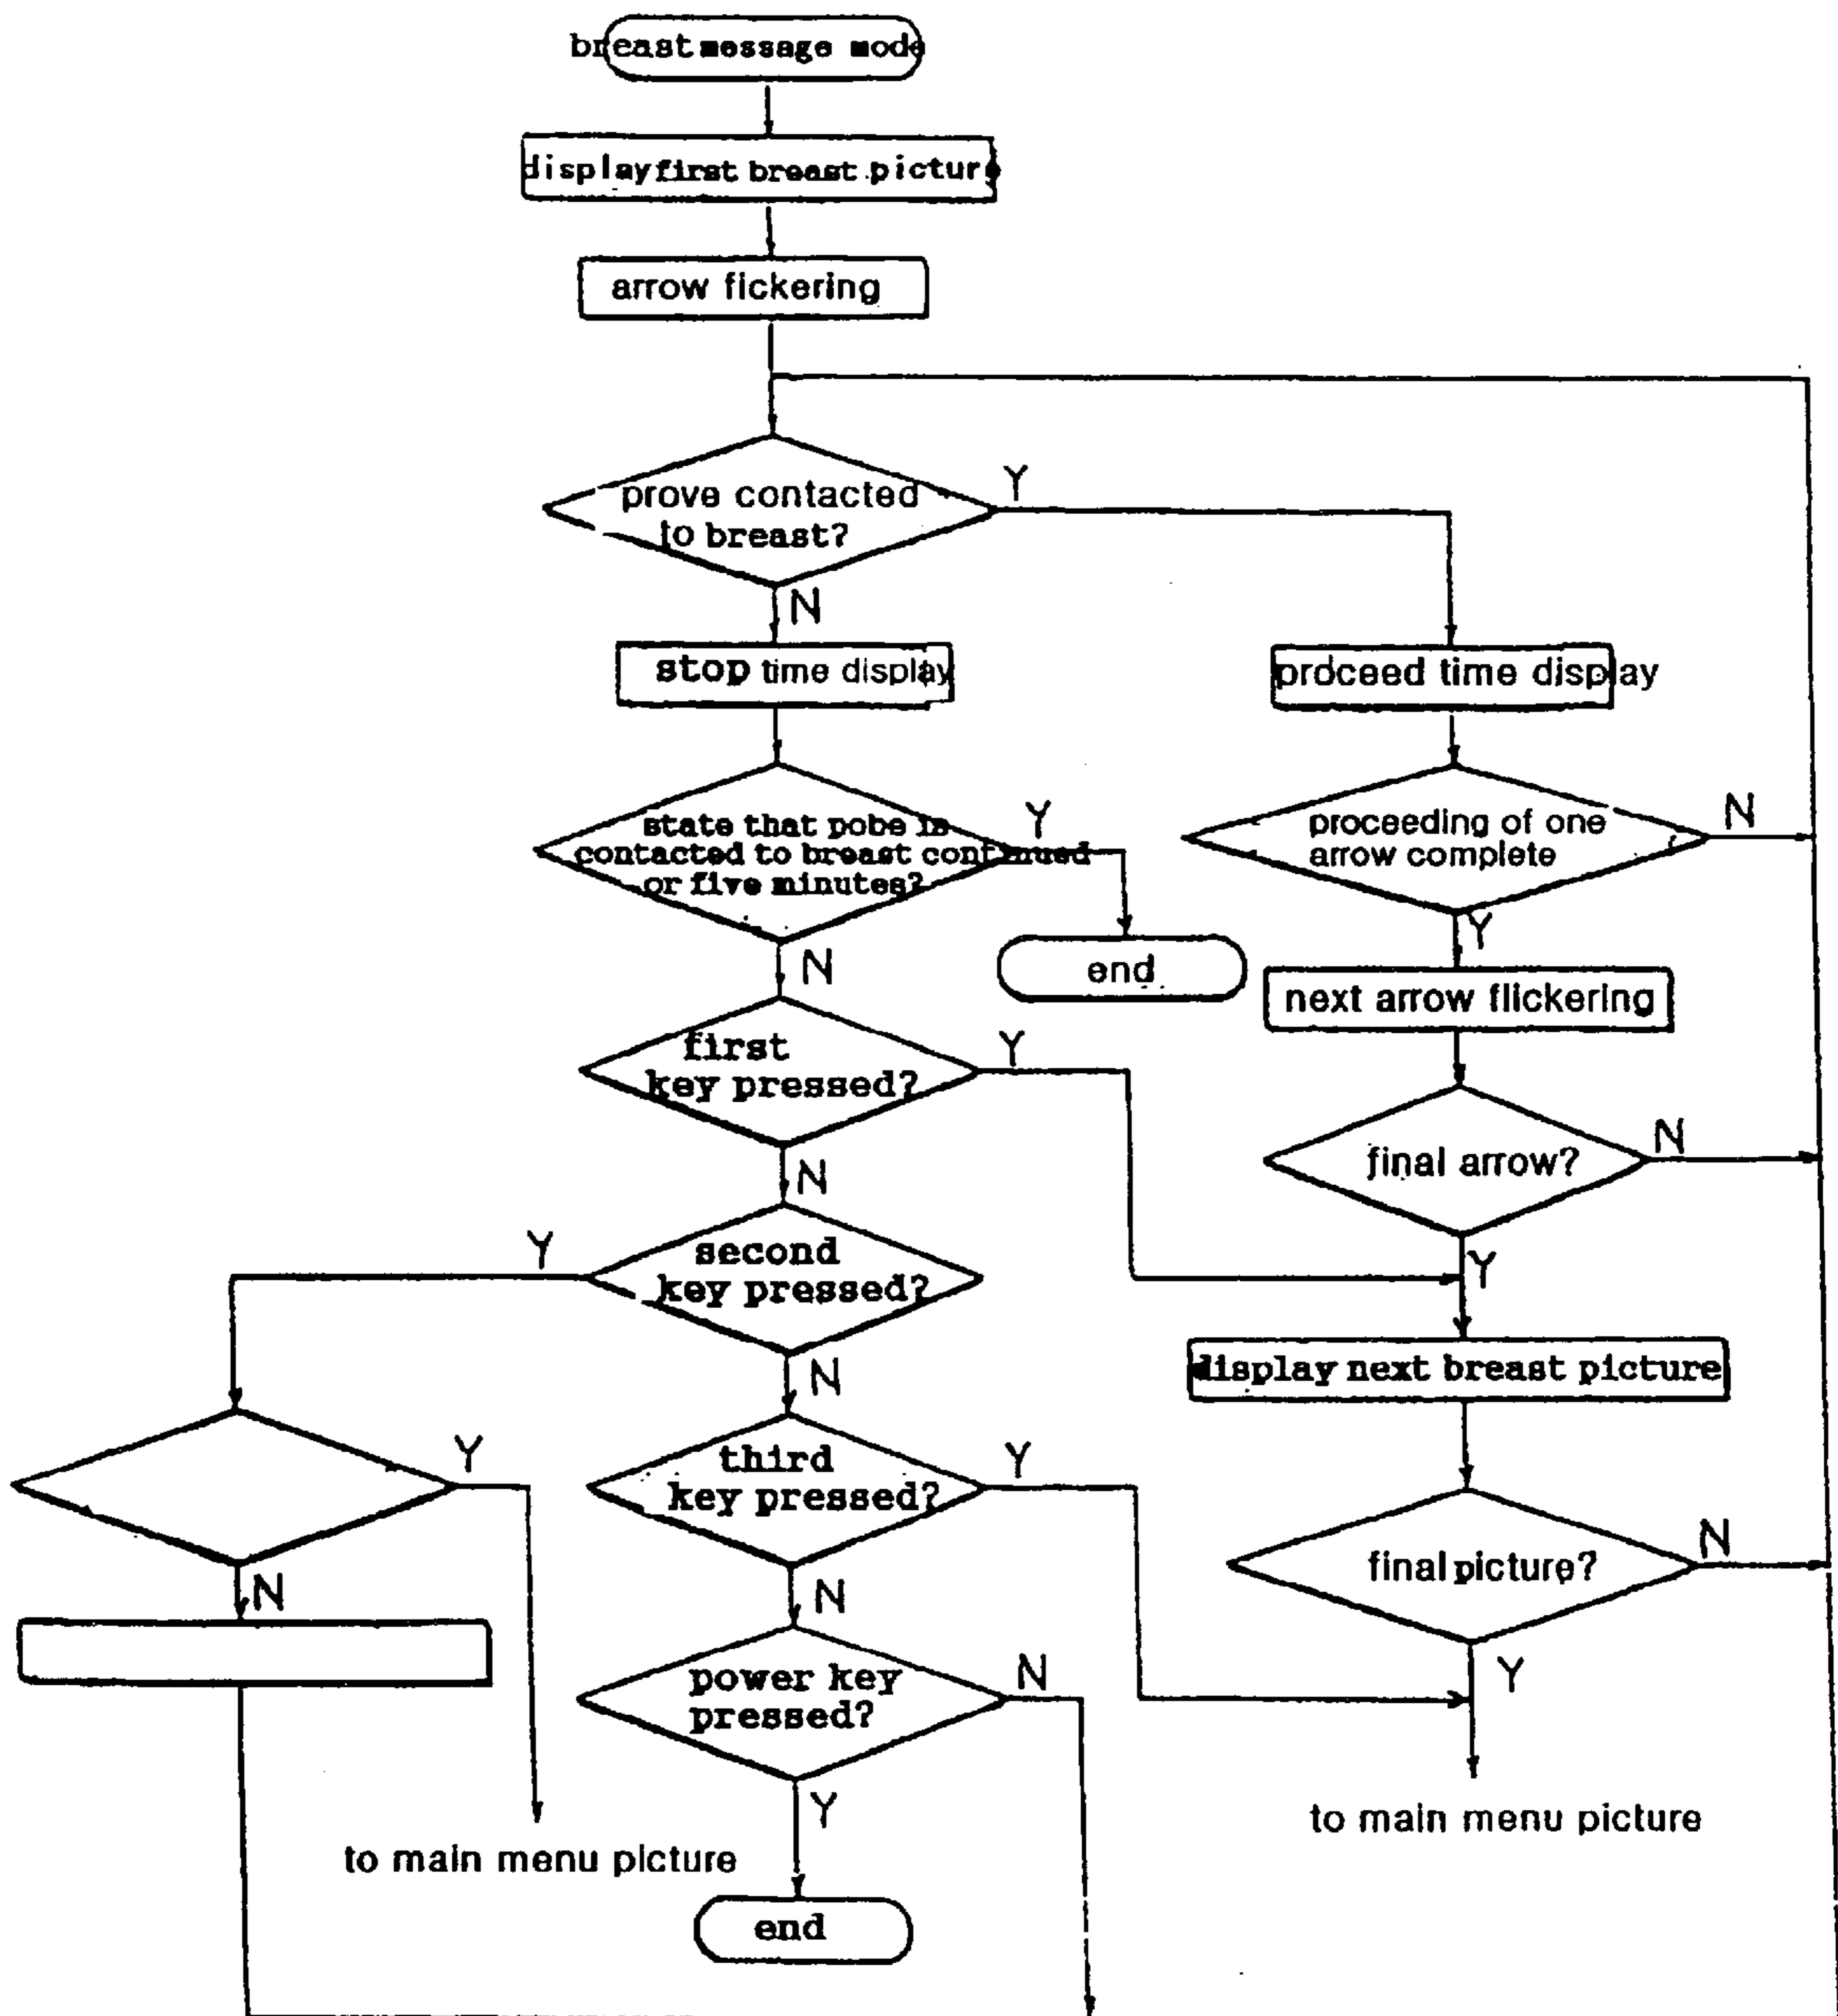 breast message mode
display first breast picture
arrow fickering
prove contacted
to breast?
Y
N
stop time display
proceed time display
state that pobe is
contacted to breast continued
or five minutes?
Y
N
end
proceeding of one
arrow complete
N
Y
next arrow flickering
first
key pressed?
Y
N
final arrow?
N
Y
second
key pressed?
Y
N
display next breast picture
Y
N
third
key pressed?
Y
N
final picture?
N
Y
power key
pressed?
N
Y
to main menu picture
to main menu picture
end